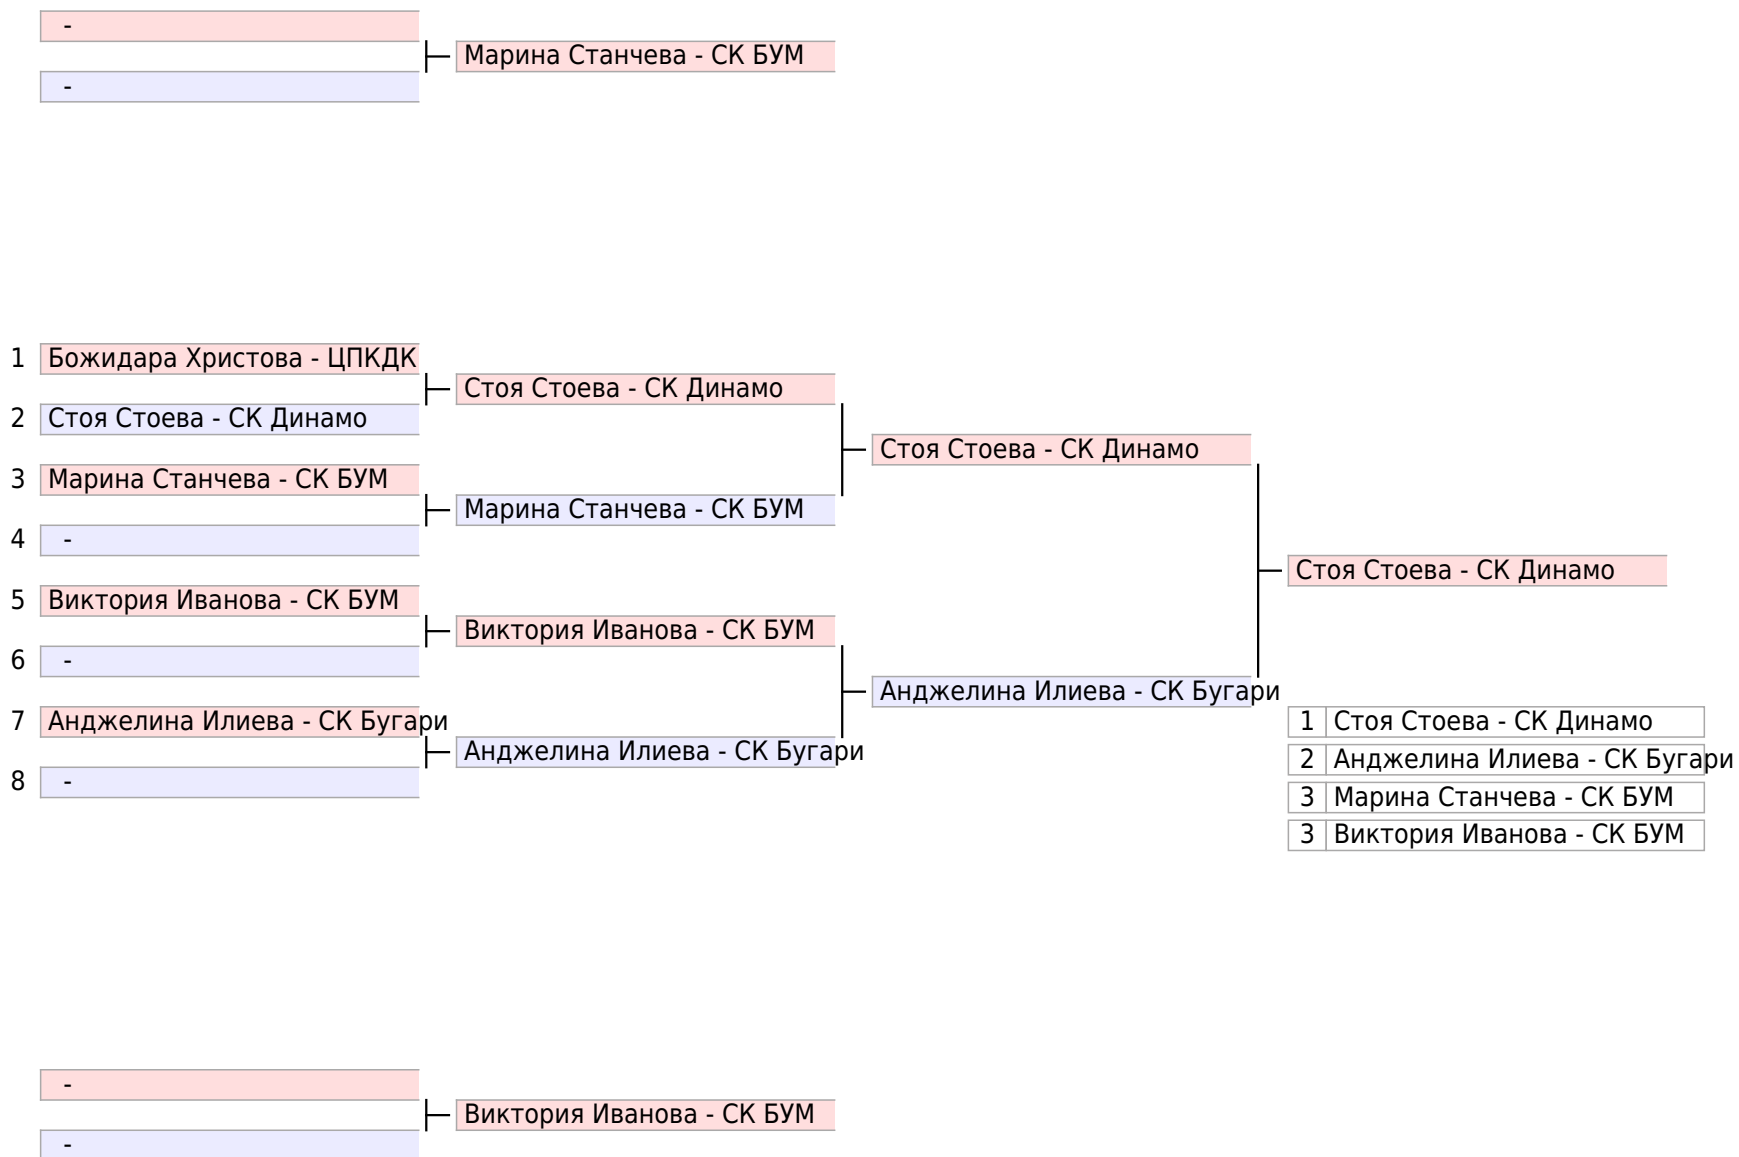 -
Марина Станчева - СК БУМ
-
1 Божидара Христова - ЦПКДК
Стоя Стоева - СК Динамо
2 Стоя Стоева - СК Динамо
Стоя Стоева - СК Динамо
3 Марина Станчева - СК БУМ
Марина Станчева - СК БУМ
4 -
Стоя Стоева - СК Динамо
5 Виктория Иванова - СК БУМ
Виктория Иванова - СК БУМ
6 -
Анджелина Илиева - СК Бугари
7 Анджелина Илиева - СК Бугари
Анджелина Илиева - СК Бугари
8 -
1 Стоя Стоева - СК Динамо
2 Анджелина Илиева - СК Бугари
3 Марина Станчева - СК БУМ
3 Виктория Иванова - СК БУМ
-
Виктория Иванова - СК БУМ
-